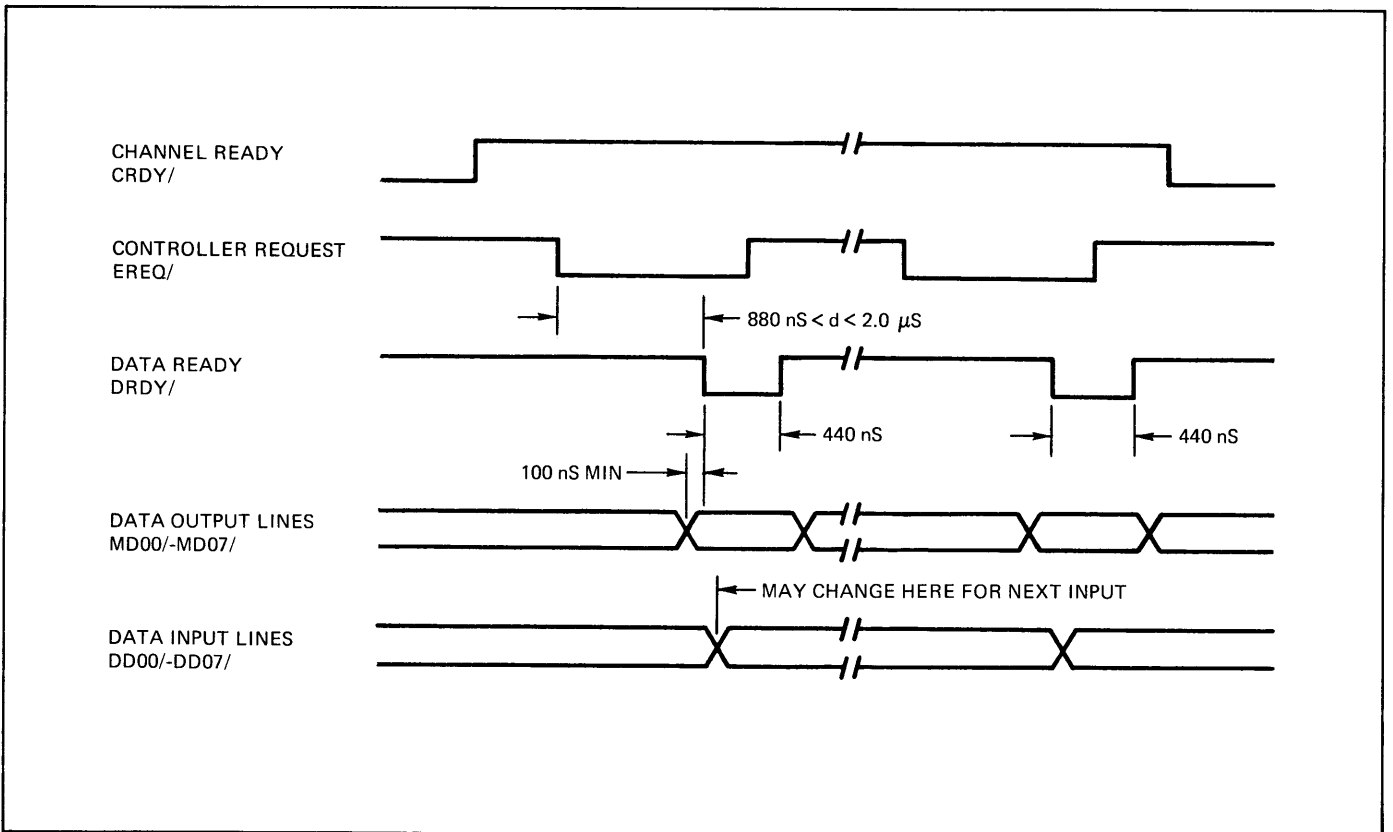 CHANNEL READY
CRDY/
CONTROLLER REQUEST
EREQ/
880 nS < d < 2.0 μS
DATA READY
DRDY/
440 nS
440 nS
100 nS MIN
DATA OUTPUT LINES
MD00/-MD07/
MAY CHANGE HERE FOR NEXT INPUT
DATA INPUT LINES
DD00/-DD07/